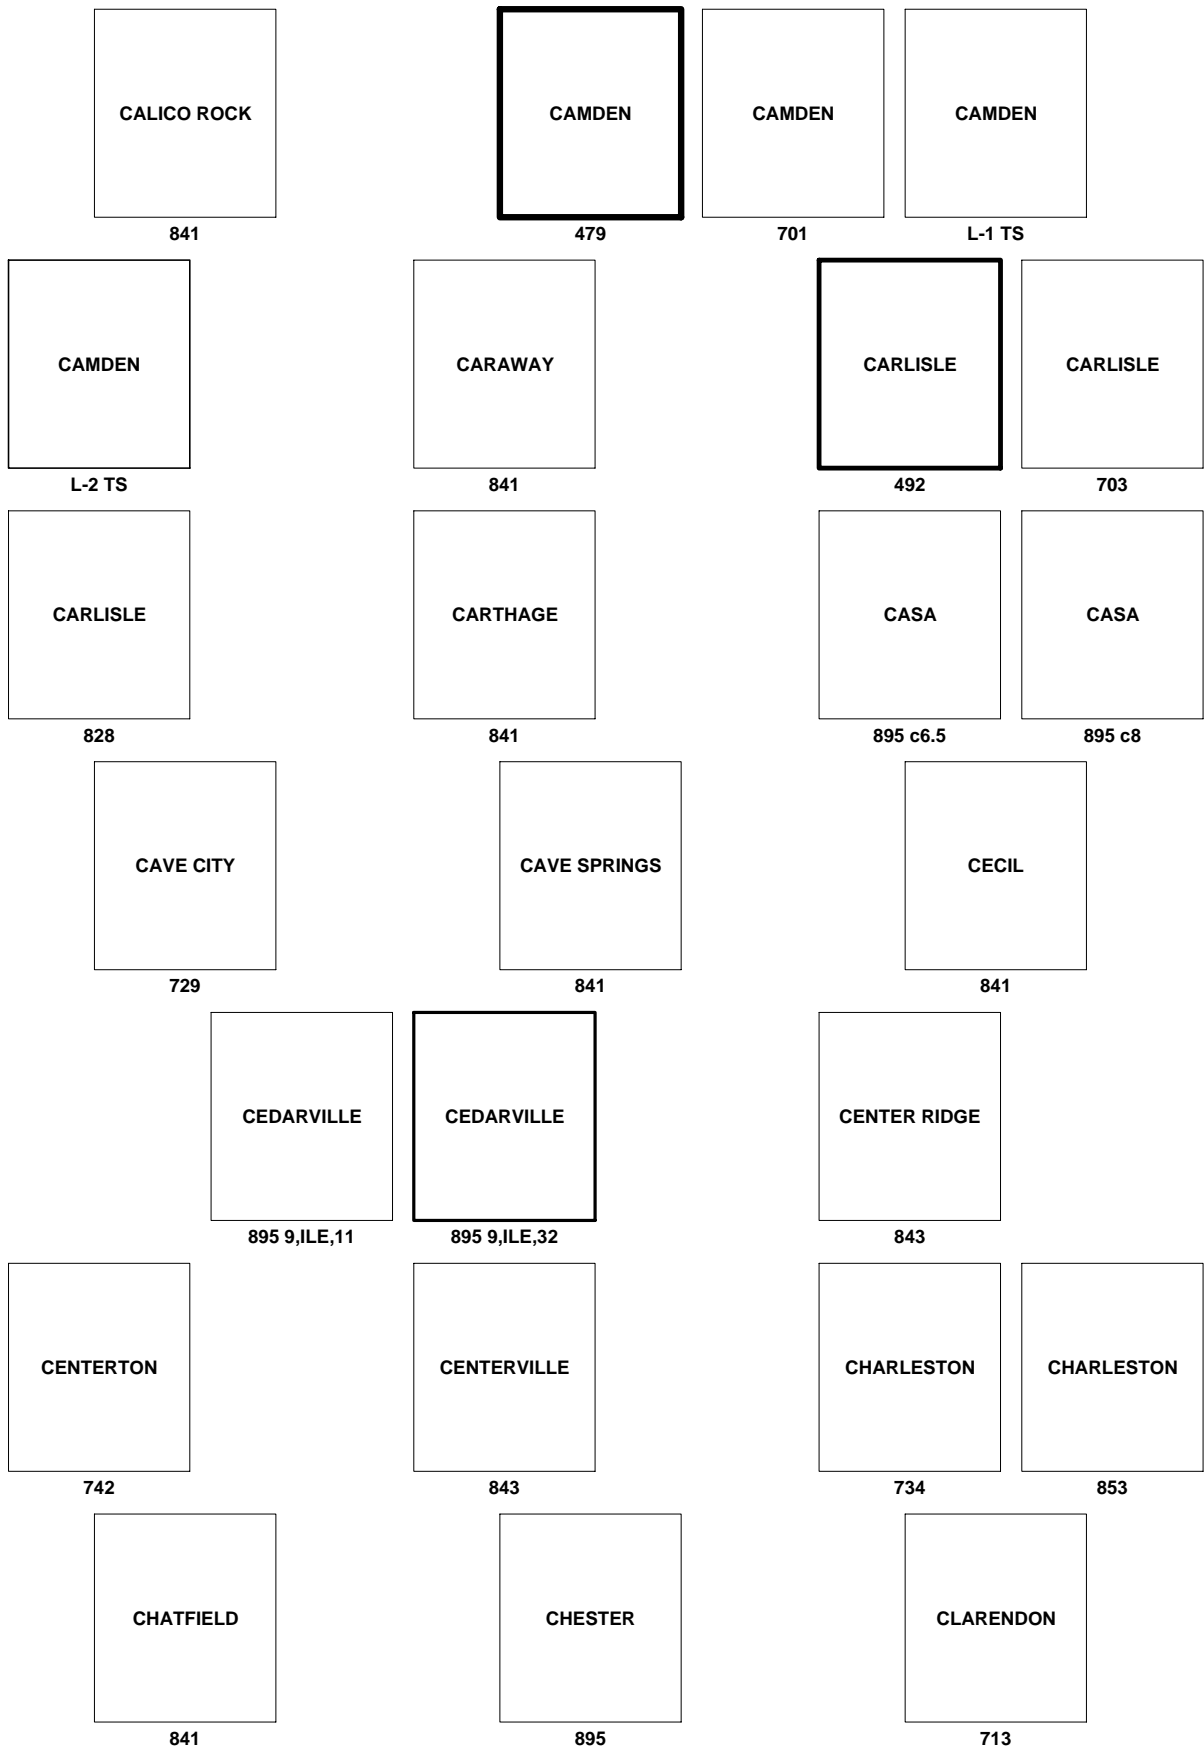 CALICO ROCK
CAMDEN
CAMDEN
CAMDEN
841
479
701
L-1 TS
CAMDEN
CARAWAY
CARLISLE
CARLISLE
L-2 TS
841
492
703
CARLISLE
CARTHAGE
CASA
CASA
828
841
895 c6.5
895 c8
CAVE CITY
CAVE SPRINGS
CECIL
729
841
841
CEDARVILLE
CEDARVILLE
CENTER RIDGE
895 9,ILE,11
895 9,ILE,32
843
CENTERTON
CENTERVILLE
CHARLESTON
CHARLESTON
742
843
734
853
CHATFIELD
CHESTER
CLARENDON
841
895
713